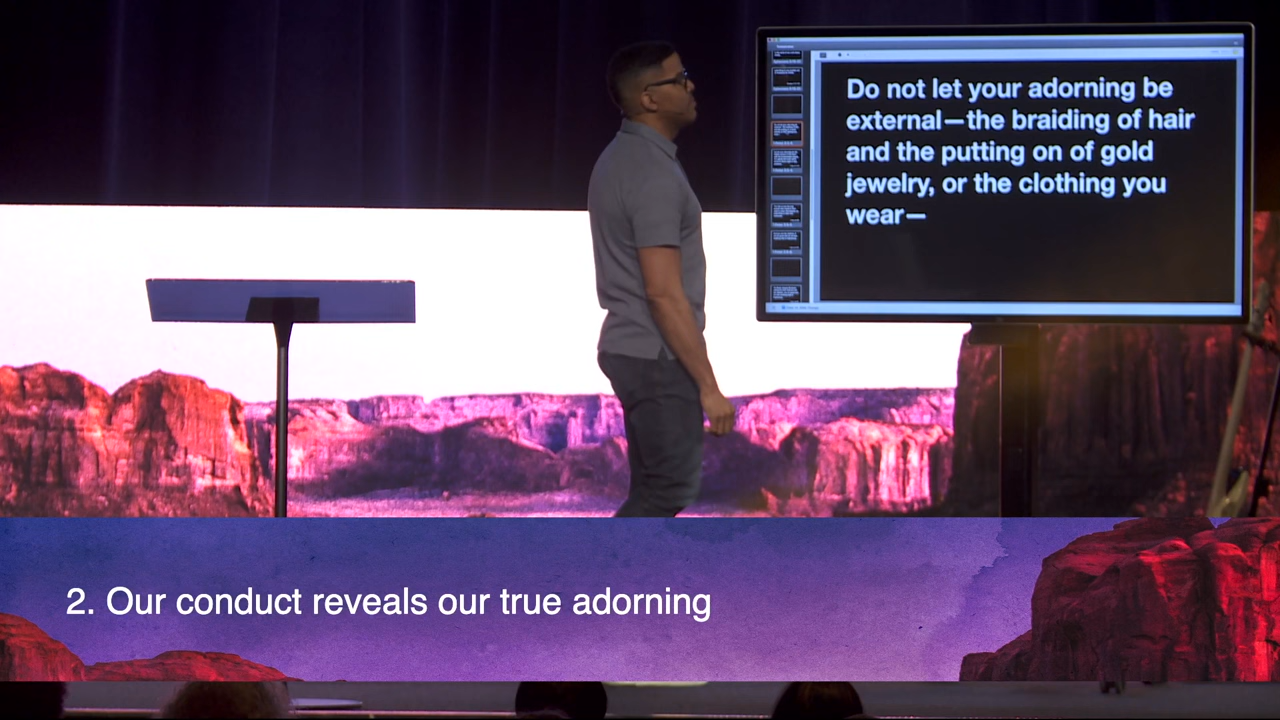 Do not let your adorning be
external—the braiding of hair
and the putting on of gold
jewelry, or the clothing you
wear—
2. Our conduct reveals our true adorning